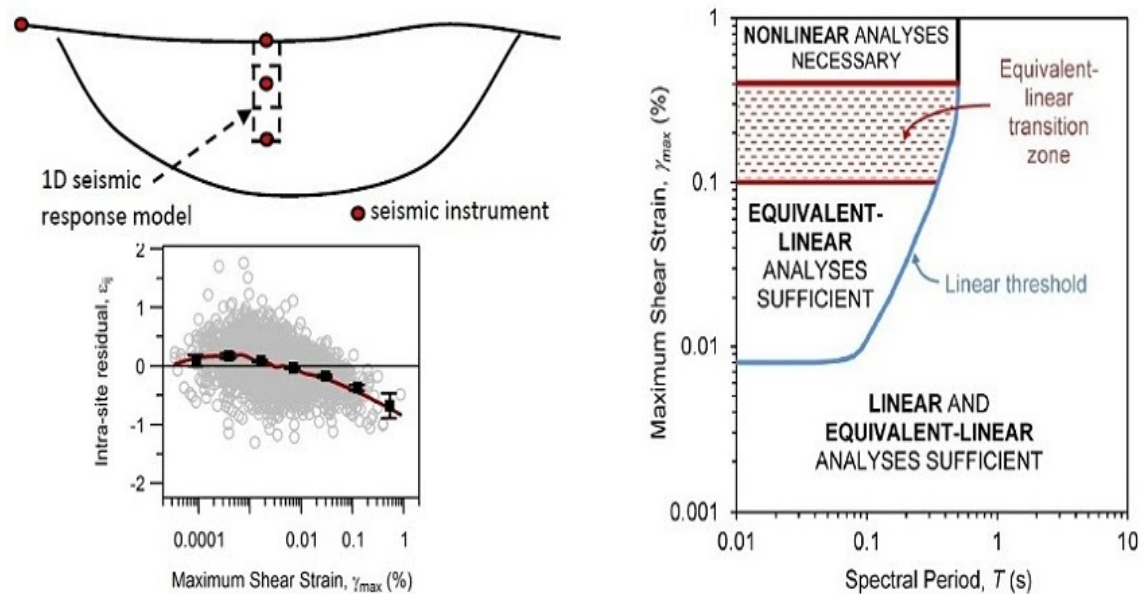 1D seismic
response model
seismic instrument
Intra-site residual, εij
2
1
0
-1
-2
0.0001
0.01
0.1
1
Maximum Shear Strain, γmax (%)
Maximum Shear Strain, γmax (%)
1
0.1
0.01
0.001
NONLINEAR ANALYSES
NECESSARY
Equivalent-
linear
transition
zone
EQUIVALENT-
LINEAR
ANALYSES
SUFFICIENT
Linear threshold
LINEAR AND
EQUIVALENT-LINEAR
ANALYSES SUFFICIENT
0.01
0.1
1
10
Spectral Period, T (s)